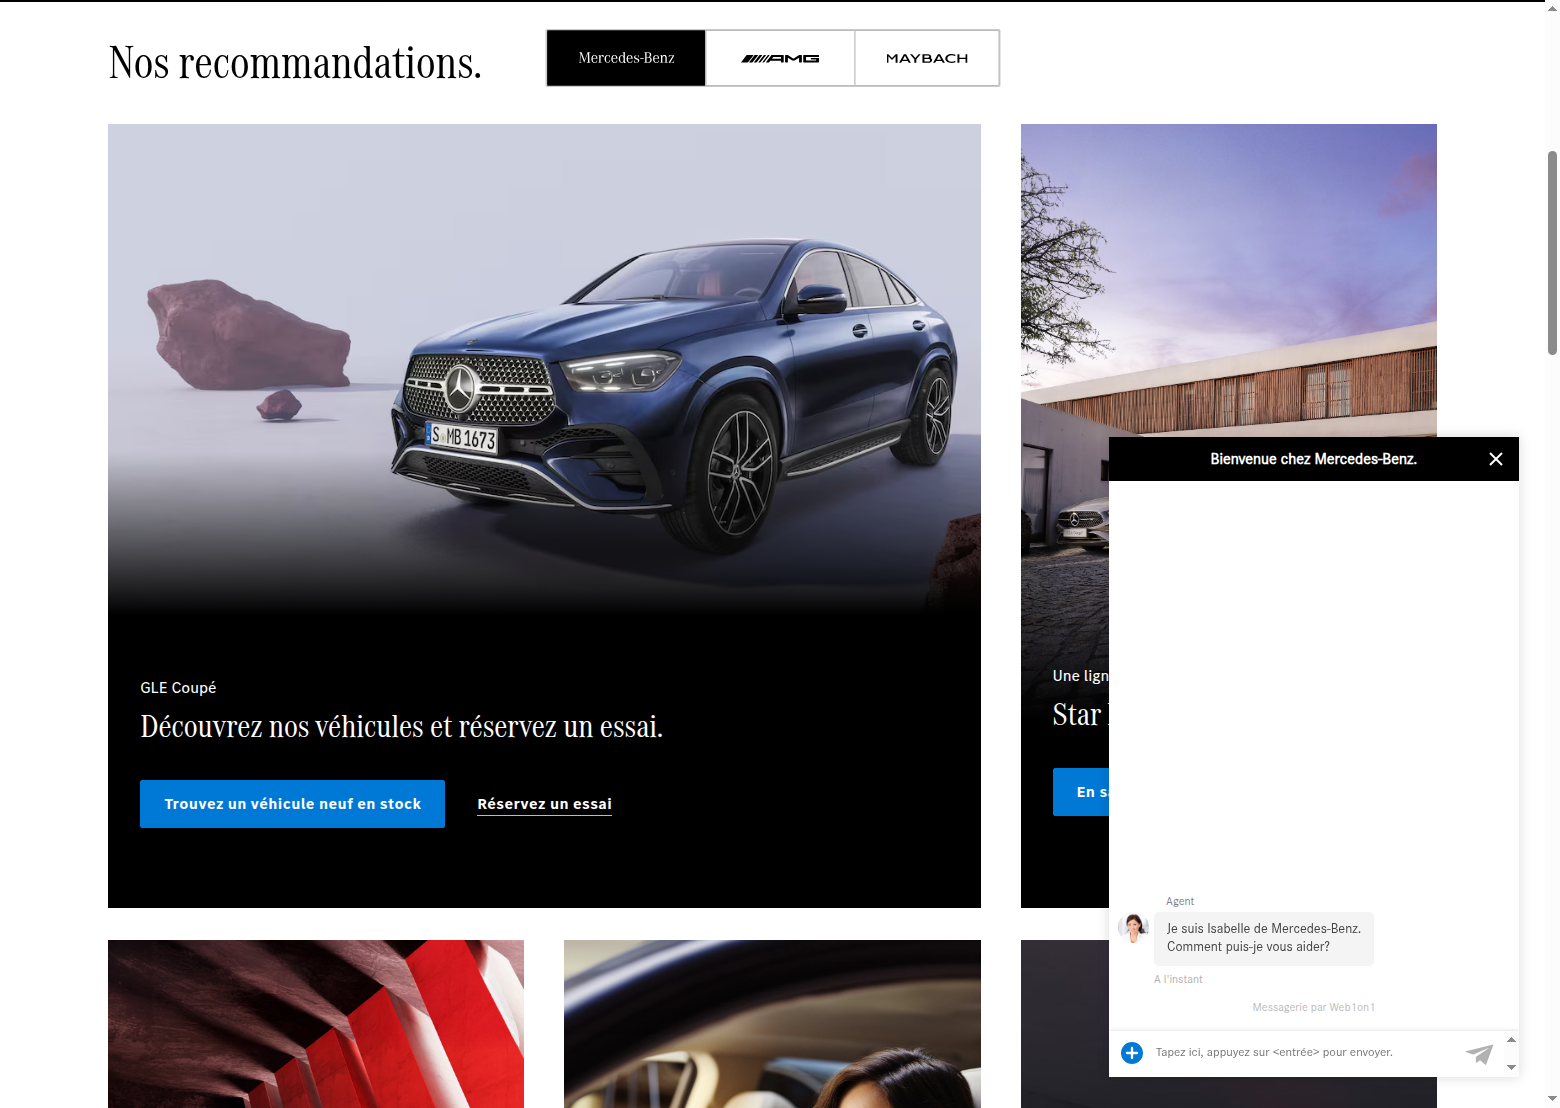 Nos recommandations.
Mercedes-Benz
AMG
MAYBACH
S MB 1673
GLE Coupé
Découvrez nos véhicules et réservez un essai.
Trouvez un véhicule neuf en stock
Réservez un essai
Une lign
Star
En sa
Bienvenue chez Mercedes-Benz.
Agent
Je suis Isabelle de Mercedes-Benz.
Comment puis-je vous aider?
A l'instant
Messagerie par Web1on1
Tapez ici, appuyez sur <entrée> pour envoyer.